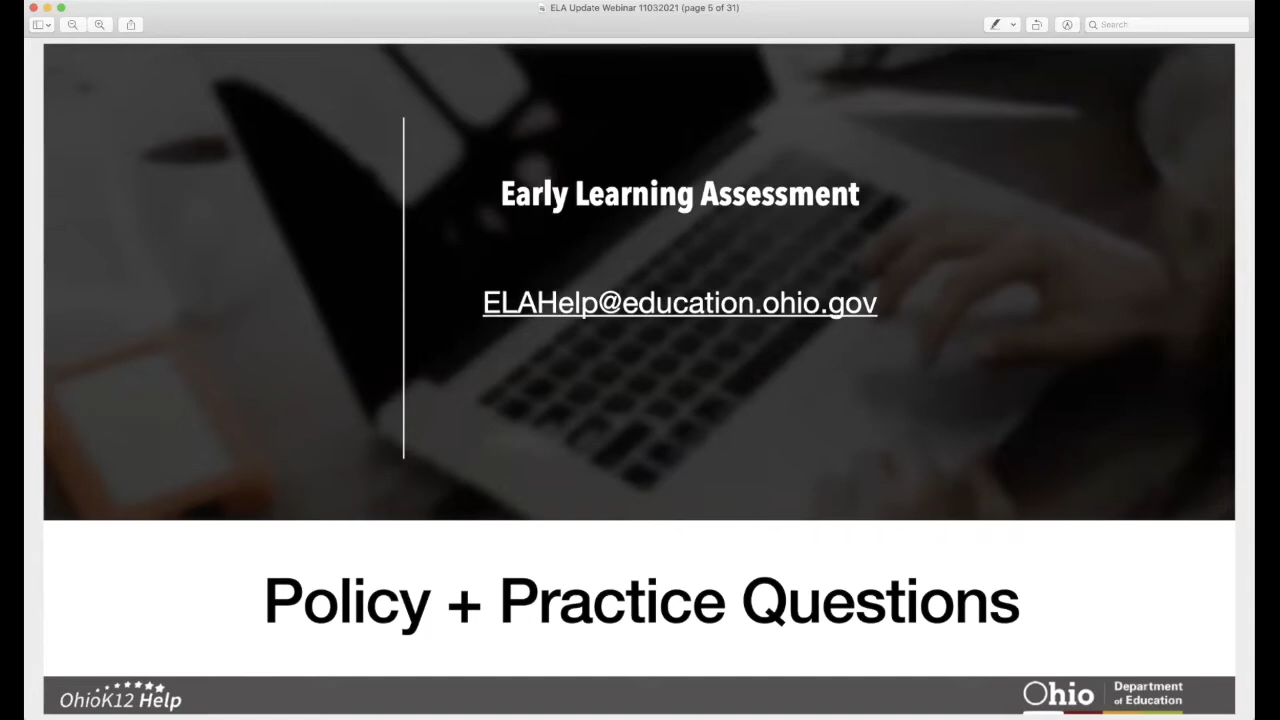 ELA Update Webinar 11032021 (page 5 of 31)
Search
Early Learning Assessment
ELAHelp@education.ohio.gov
Policy + Practice Questions
OhioK12 Help
Ohio
Department
of Education